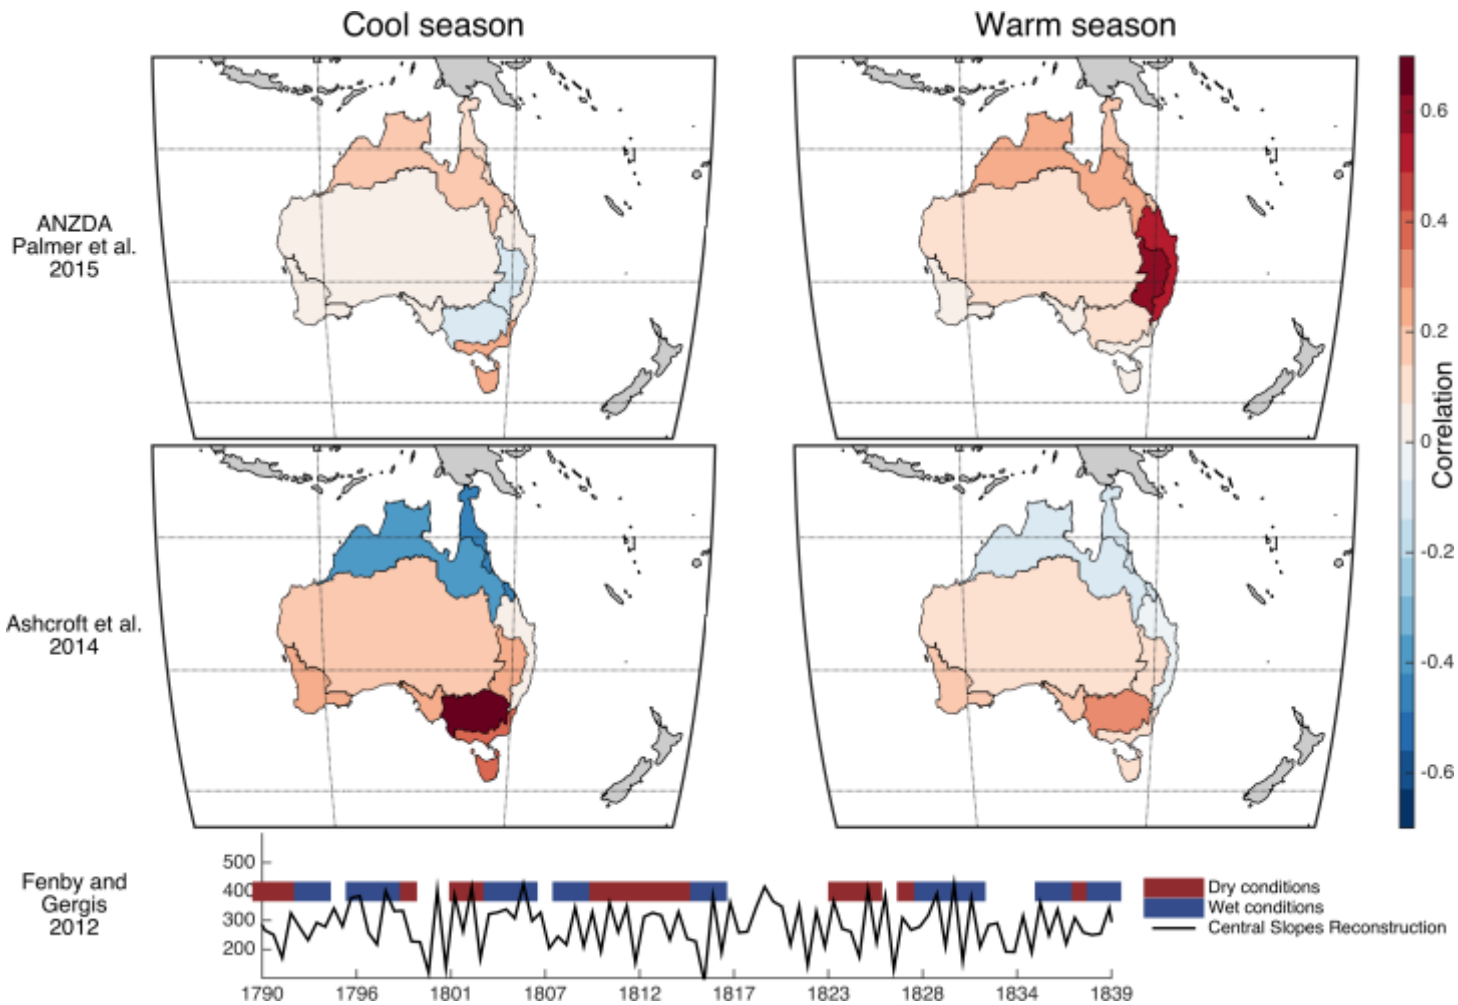 Cool season
Warm season
ANZDA
Palmer et al.
2015
0.6
0.4
0.2
0
-0.2
-0.4
-0.6
Correlation
Ashcroft et al.
2014
Fenby and
Gergis
2012
500
400
300
200
1790
1796
1801
1807
1812
1817
1823
1828
1834
1839
Dry conditions
Wet conditions
Central Slopes Reconstruction